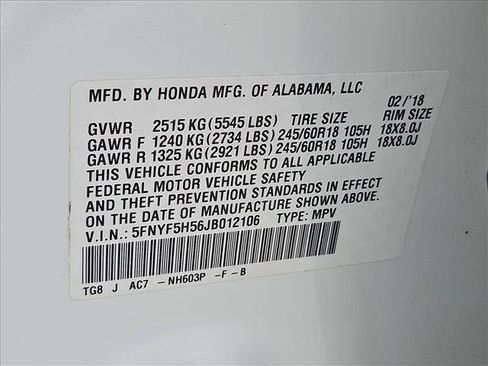 MFD. BY HONDA MFG. OF ALABAMA, LLC
02/'18
GVWR 2515 KG (5545 LBS) TIRE SIZE RIM SIZE
GAWR F 1240 KG (2734 LBS) 245/60R18 105H 18X8.0J
GAWR R 1325 KG (2921 LBS) 245/60R18 105H 18X8.0J
THIS VEHICLE CONFORMS TO ALL APPLICABLE
FEDERAL MOTOR VEHICLE SAFETY
AND THEFT PREVENTION STANDARDS IN EFFECT
ON THE DATE OF MANUFACTURE SHOWN ABOVE.
V.I.N.: 5FNYF5H56JB012106 TYPE: MPV
TG8 J AC7 -NH603P -F -B